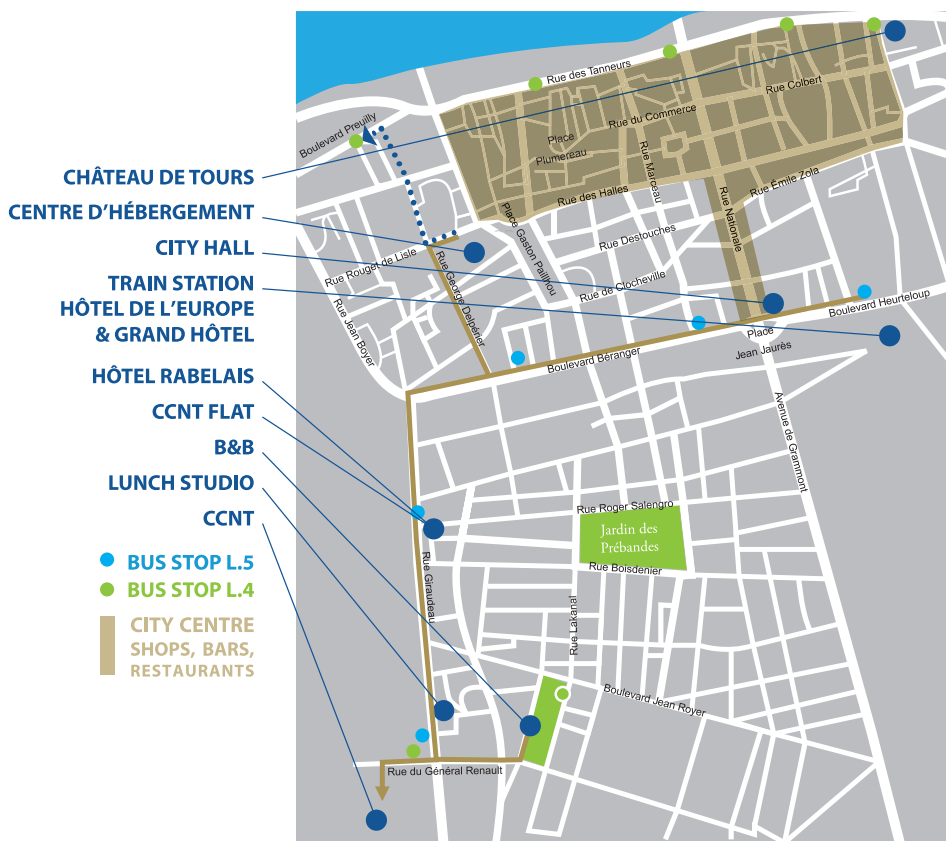 CHÂTEAU DE TOURS
CENTRE D'HÉBERGEMENT
CITY HALL
TRAIN STATION
HÔTEL DE L'EUROPE
& GRAND HÔTEL
HÔTEL RABELAIS
CCNT FLAT
B&B
LUNCH STUDIO
CCNT
BUS STOP L.5
BUS STOP L.4
CITY CENTRE
SHOPS, BARS,
RESTAURANTS
Rue des Tanneurs
Rue Colbert
Rue du Commerce
Boulevard Preuilly
Place
Plumereau
Rue Marceau
Rue des Halles
Rue Émile Zola
Rue Nationale
Place Gaston Pailhou
Rue Destouches
Rue Rouget de Lisle
Rue George Delpérier
Rue de Clocheville
Rue Jean Boyer
Boulevard Heurteloup
Place
Jean Jaurès
Boulevard Béranger
Avenue de Grammont
Rue Roger Salengro
Jardin des
Prébandes
Rue Boisdenier
Rue Giraudeau
Rue Lakanal
Boulevard Jean Royer
Rue du Général Renault